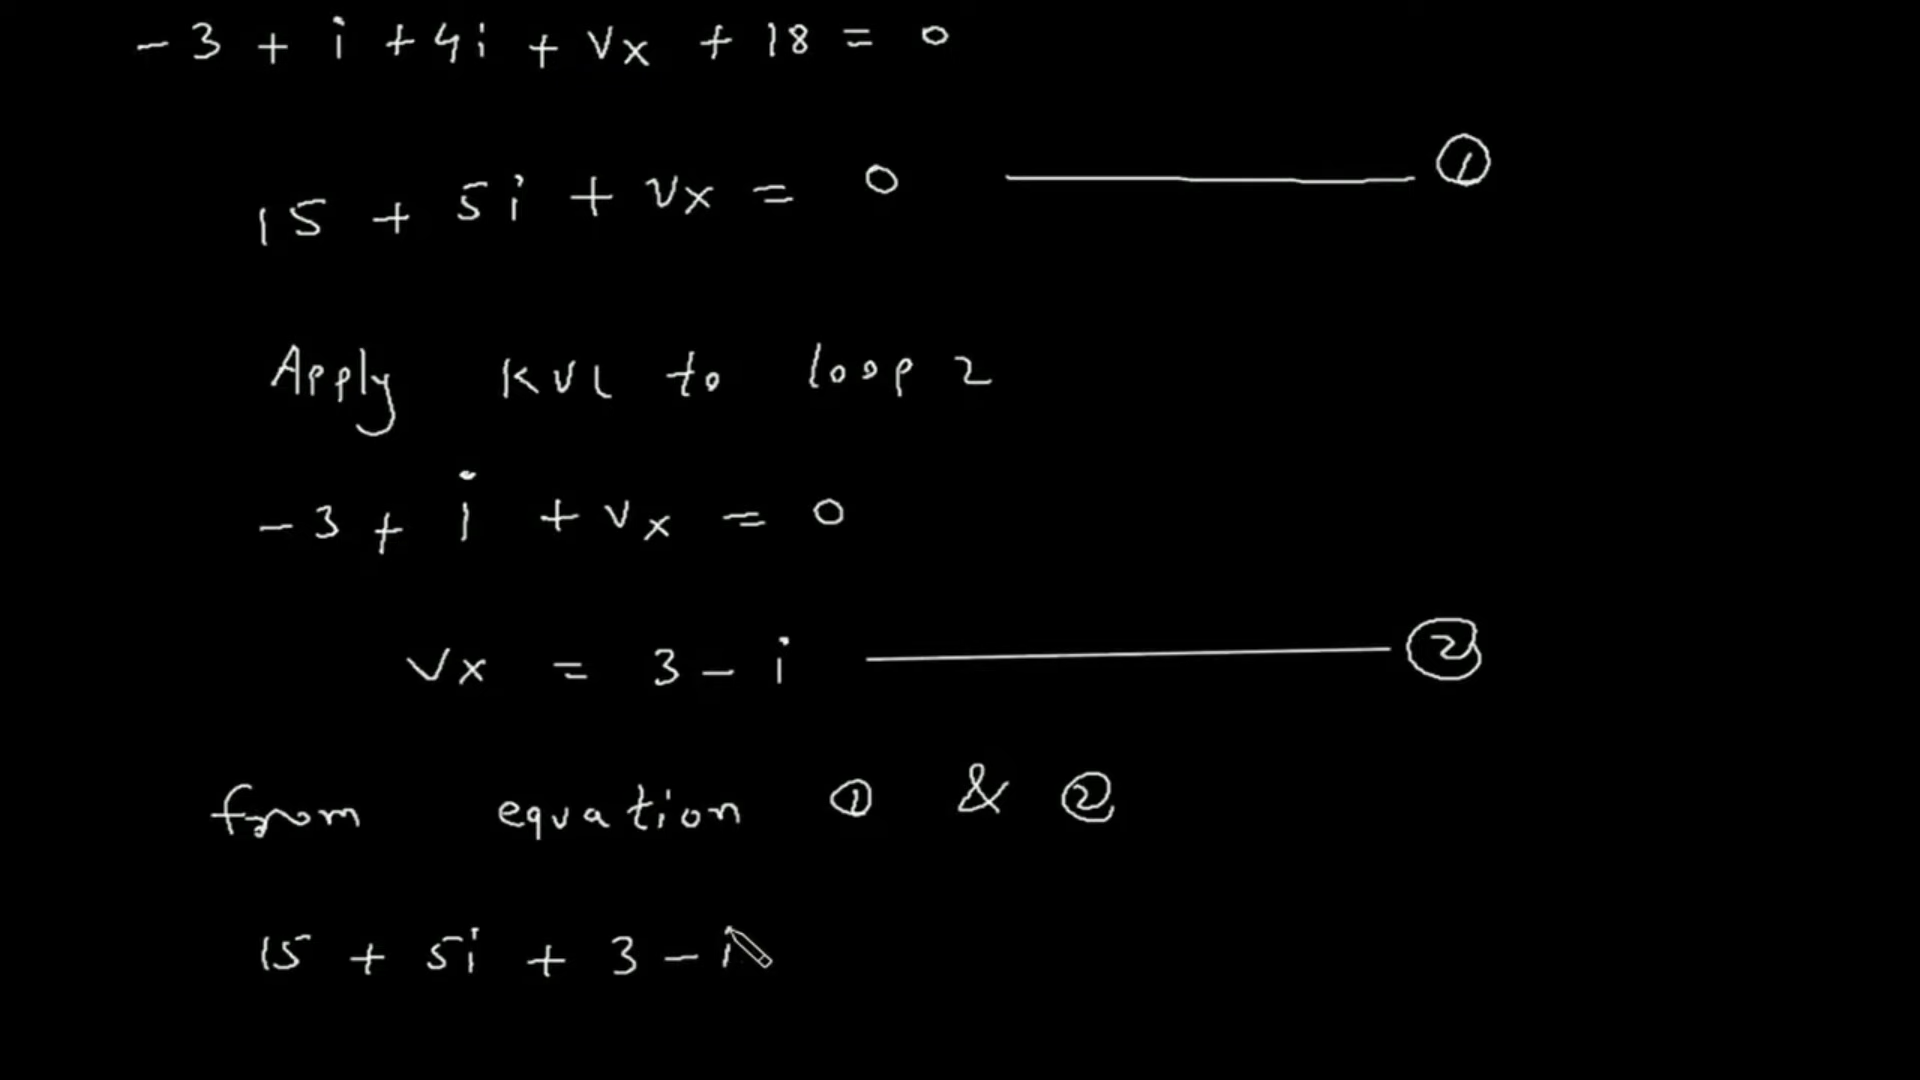 - 3 + i + 4i + Vx + 18 = 0
15 + 5i + Vx = 0 ——— ①
Apply KVL to loop 2
- 3 + i + Vx = 0
Vx = 3 - i ——— ②
from equation ① & ②
15 + 5i + 3 - i